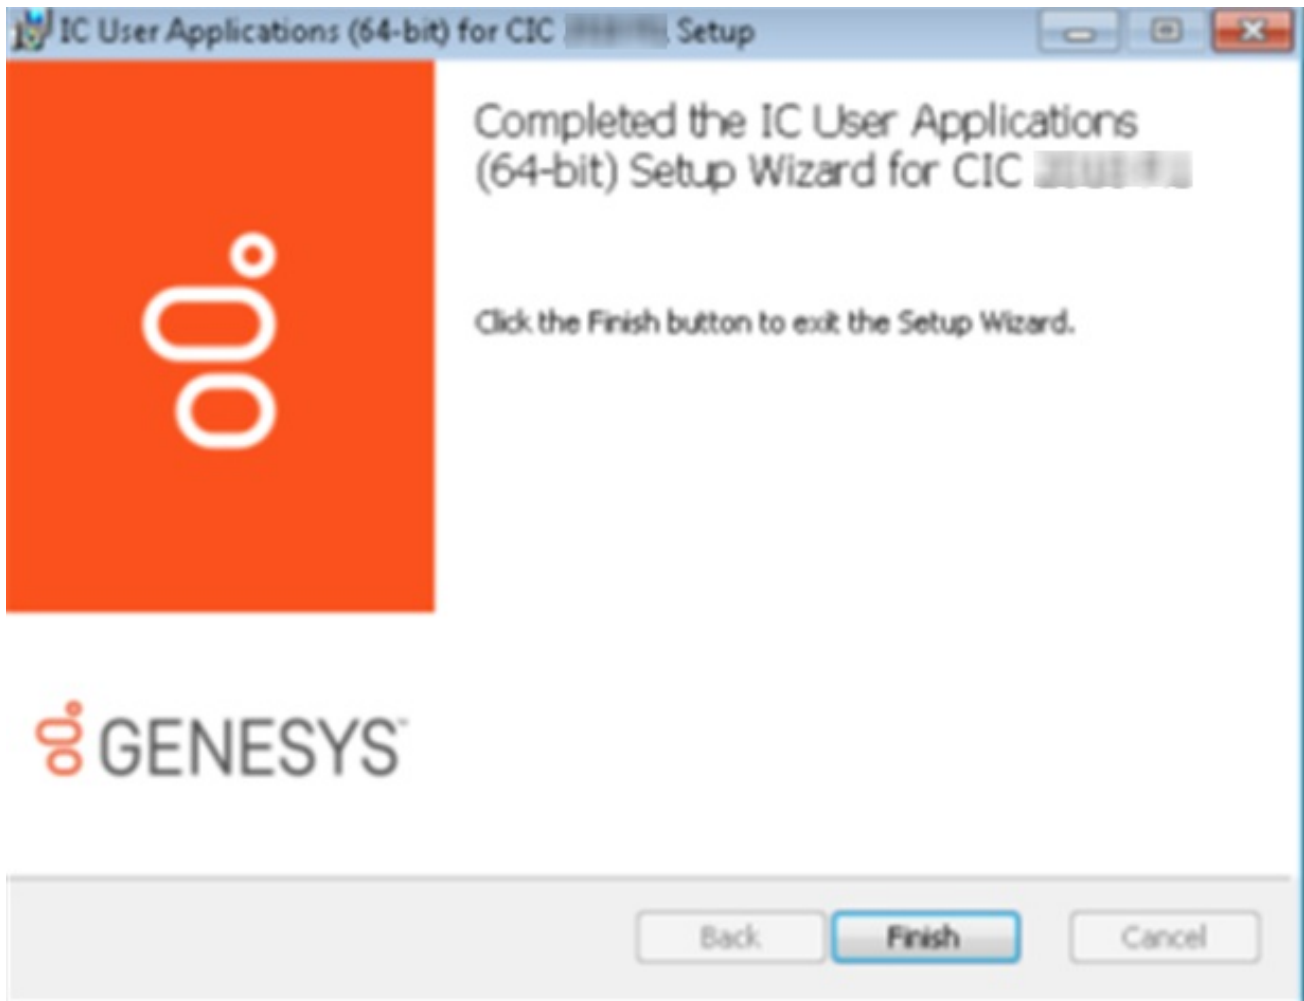 IC User Applications (64-bit) for CIC Setup
Completed the IC User Applications
(64-bit) Setup Wizard for CIC
Click the Finish button to exit the Setup Wizard.
GENESYS™
Back
Finish
Cancel